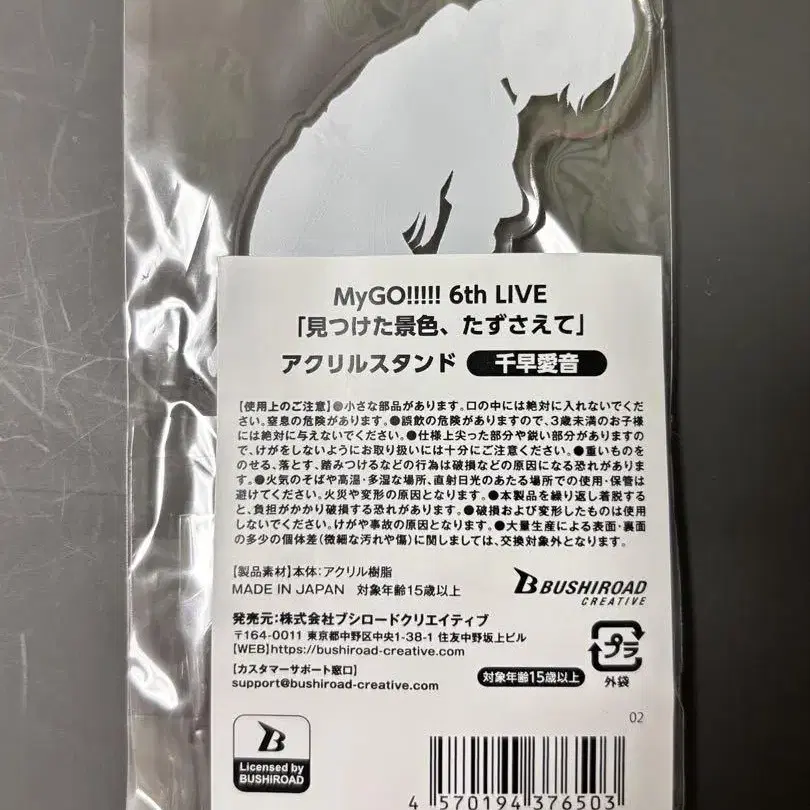 MyGO!!!!! 6th LIVE
「見つけた景色、たずさえて」
アクリルスタンド 千早愛音
【使用上のご注意】●小さな部品があります。口の中には絶対に入れないでくだ
さい。窒息の危険があります。●誤飲の危険がありますので、3歳未満のお子様
には絶対に与えないでください。●仕様上尖った部分や鋭い部分があります
ので、けがをしないようにお取り扱いには十分にご注意ください。●重いものを
のせる、落とす、踏みつけるなどの行為は破損などの原因になる恐れがありま
す。●火気のそばや高温・多湿な場所、直射日光のあたる場所での使用・保管は
避けてください。火災や変形の原因となります。●本製品を繰り返し着脱す
ると、負担がかかり破損する恐れがあります。●破損および変形したものは使用
しないでください。けがや事故の原因となります。●大量生産による表面・裏面
の多少の個体差(微細な汚れや傷)に関しましては、交換対象外となります。
【製品素材】本体:アクリル樹脂
MADE IN JAPAN 対象年齢15歳以上
BUSHIROAD
CREATIVE
発売元:株式会社ブシロードクリエイティブ
〒164-0011 東京都中野区中央1-38-1 住友中野坂上ビル
【WEB】https://bushiroad-creative.com
【カスタマーサポート窓口】
support@bushiroad-creative.com
対象年齢15歳以上
プラ
外袋
02
B
Licensed by
BUSHIROAD
4 570194 376503